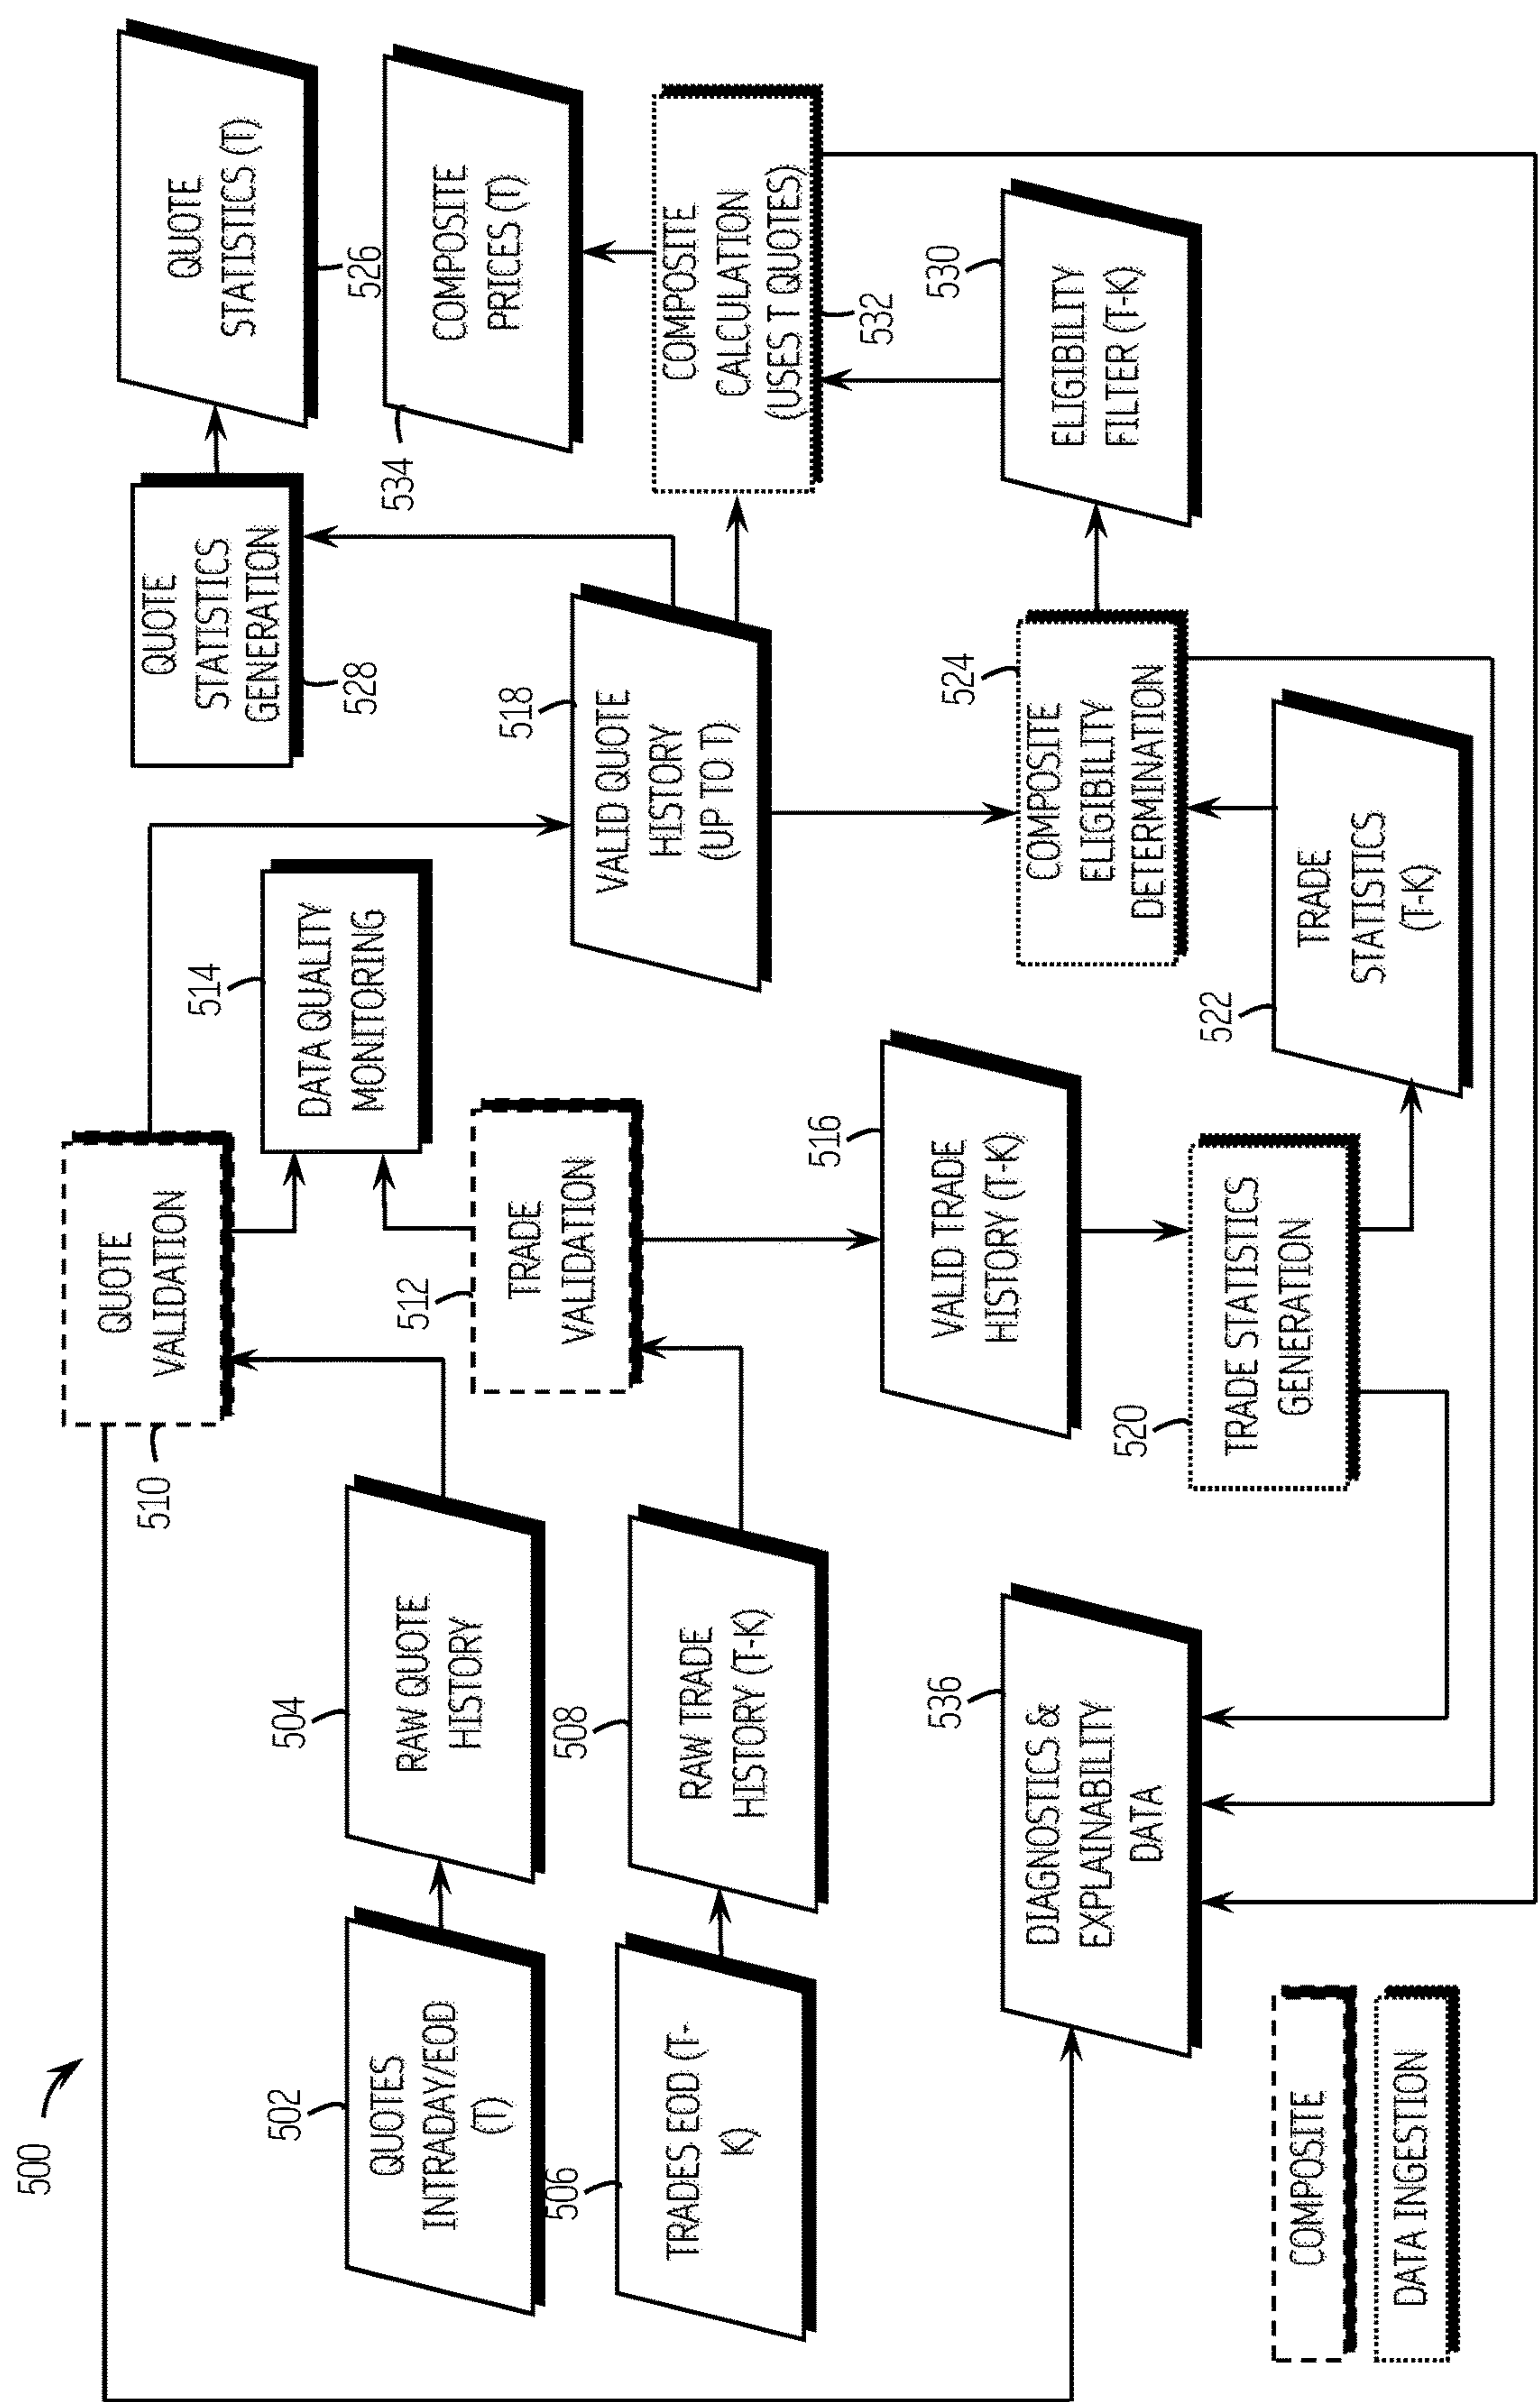 500
502
QUOTES
INTRADAY/EOD
(T)
504
RAW QUOTE
HISTORY
506
TRADES EOD (T-
K)
508
RAW TRADE
HISTORY (T-K)
510
QUOTE
VALIDATION
512
TRADE
VALIDATION
514
DATA QUALITY
MONITORING
516
VALID TRADE
HISTORY (T-K)
518
VALID QUOTE
HISTORY
(UP TO T)
520
TRADE STATISTICS
GENERATION
522
TRADE
STATISTICS
(T-K)
524
COMPOSITE
ELIGIBILITY
DETERMINATION
QUOTE
STATISTICS
GENERATION
528
QUOTE
STATISTICS (T)
526
COMPOSITE
PRICES (T)
534
COMPOSITE
CALCULATION
(USES T QUOTES)
532
530
ELIGIBILITY
FILTER (T-K)
536
DIAGNOSTICS &
EXPLAINABILITY
DATA
COMPOSITE
DATA INGESTION